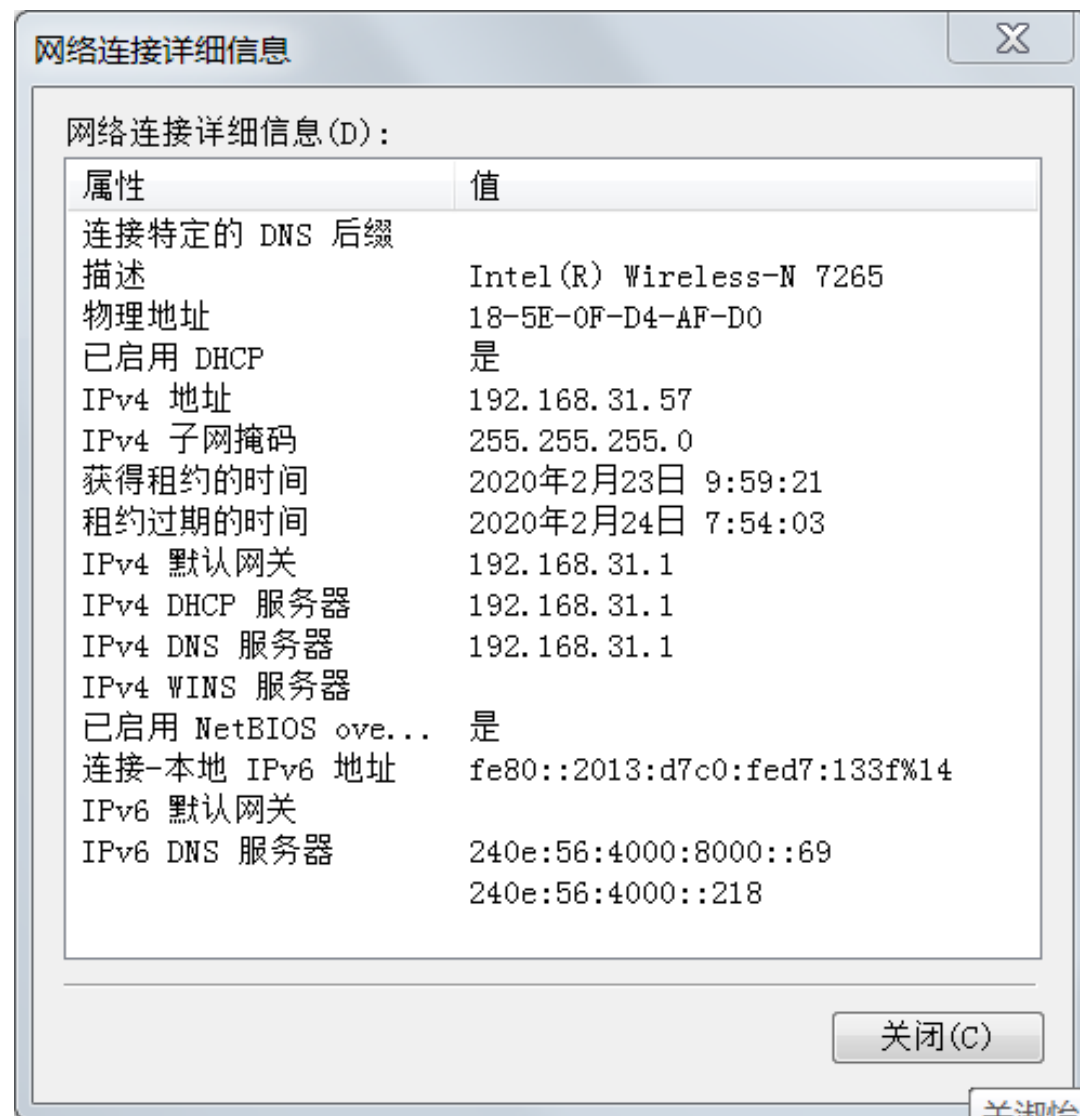 网络连接详细信息
网络连接详细信息(D):
属性 值
连接特定的 DNS 后缀
描述 Intel(R) Wireless-N 7265
物理地址 18-5E-0F-D4-AF-D0
已启用 DHCP 是
IPv4 地址 192.168.31.57
IPv4 子网掩码 255.255.255.0
获得租约的时间 2020年2月23日 9:59:21
租约过期的时间 2020年2月24日 7:54:03
IPv4 默认网关 192.168.31.1
IPv4 DHCP 服务器 192.168.31.1
IPv4 DNS 服务器 192.168.31.1
IPv4 WINS 服务器
已启用 NetBIOS ove... 是
连接-本地 IPv6 地址 fe80::2013:d7c0:fed7:133f%14
IPv6 默认网关
IPv6 DNS 服务器 240e:56:4000:8000::69
240e:56:4000::218
关闭(C)